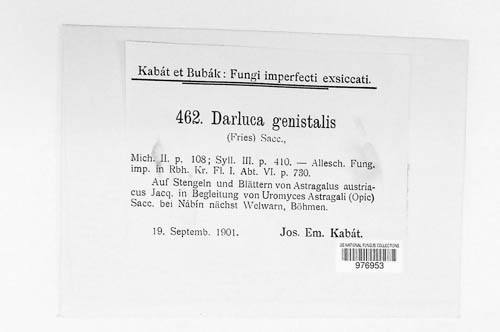 Kabát et Bubák: Fungi imperfecti exsiccati.
462. Darluca genistalis
(Fries) Sacc.,
Mich. II. p. 108; Syll. III. p. 410. — Allesch. Fung.
imp. in Rbh. Kr. Fl. I. Abt. VI. p. 730.
Auf Stengeln und Blättern von Astragalus austria-
cus Jacq. in Begleitung von Uromyces Astragali (Opic)
Sacc. bei Nabín nächst Welwarn, Böhmen.
19. Septemb. 1901. Jos. Em. Kabát.
US NATIONAL FUNGUS COLLECTIONS
976953